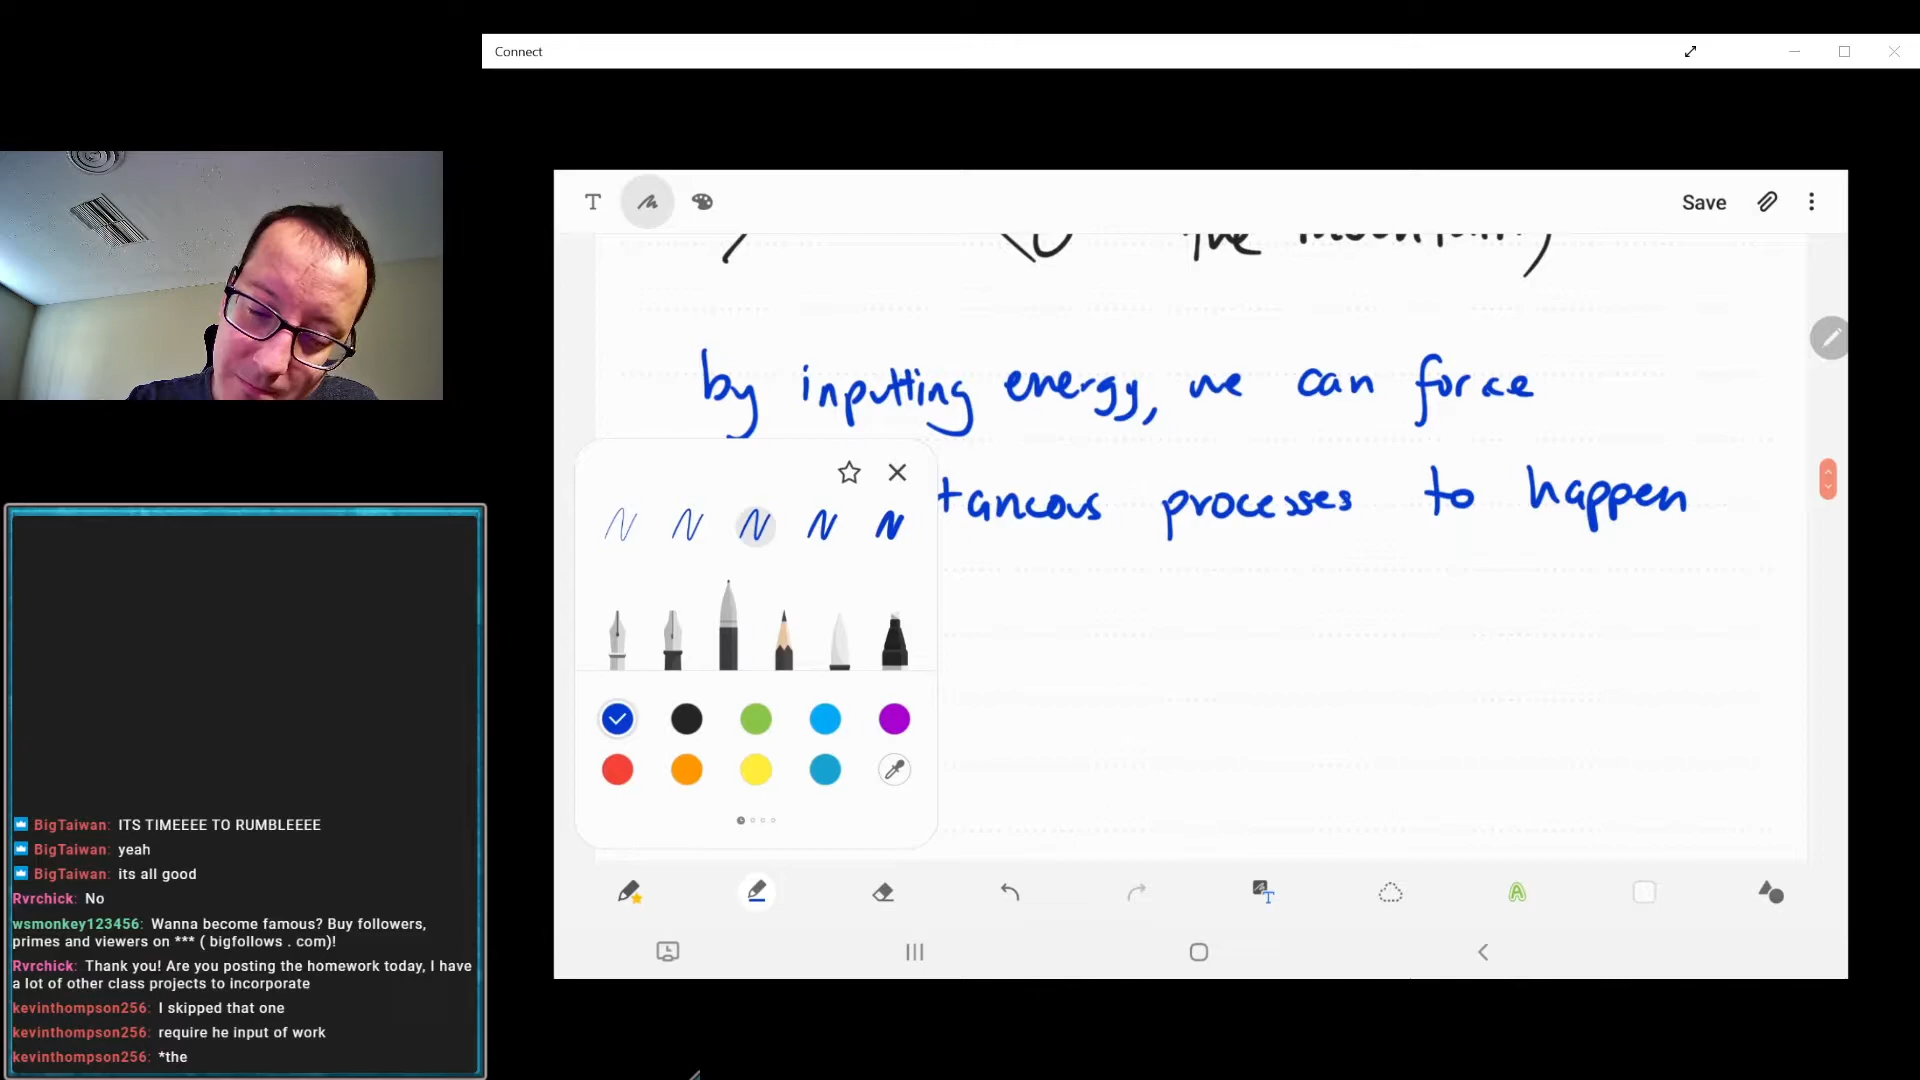 Connect
T
Save
the mountain)
by inputting energy, we can force
taneous processes to happen
T
A
BigTaiwan: ITS TIMEEEE TO RUMBLEEEE
BigTaiwan: yeah
BigTaiwan: its all good
Rvrchick: No
wsmonkey123456: Wanna become famous? Buy followers,
primes and viewers on *** ( bigfollows . com)!
Rvrchick: Thank you! Are you posting the homework today, I have
a lot of other class projects to incorporate
kevinthompson256: I skipped that one
kevinthompson256: require he input of work
kevinthompson256: *the